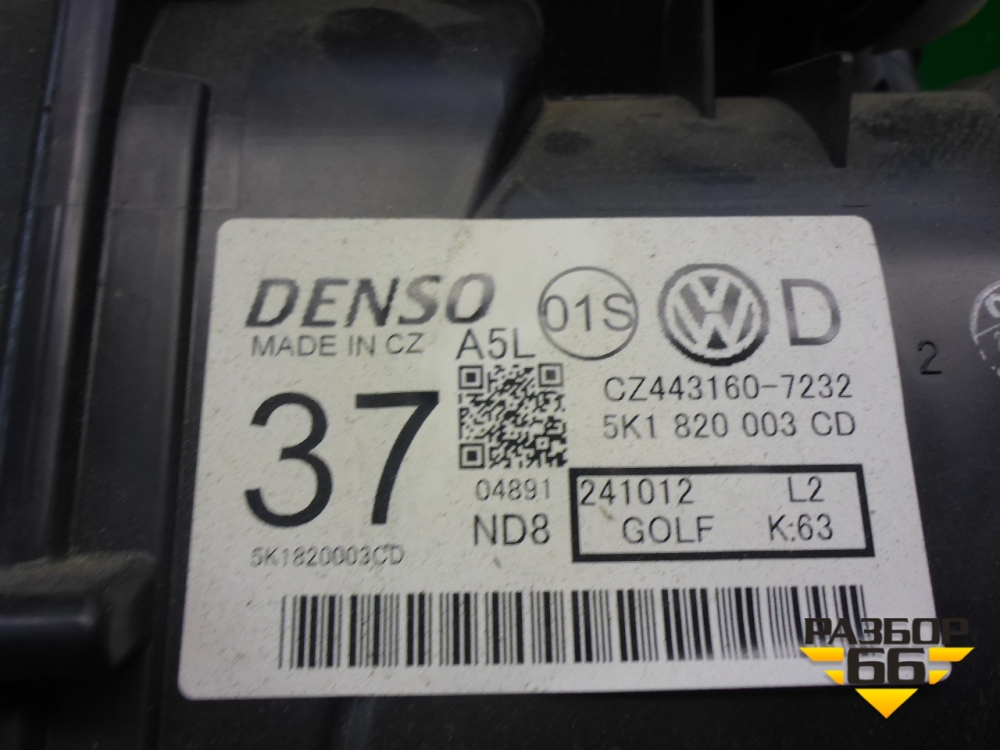 DENSO 01S D
MADE IN CZ A5L
CZ443160-7232
5K1 820 003 CD
37
04891
241012 L2
ND8
GOLF K:63
5K1820003CD
2
РАЗБОР
66